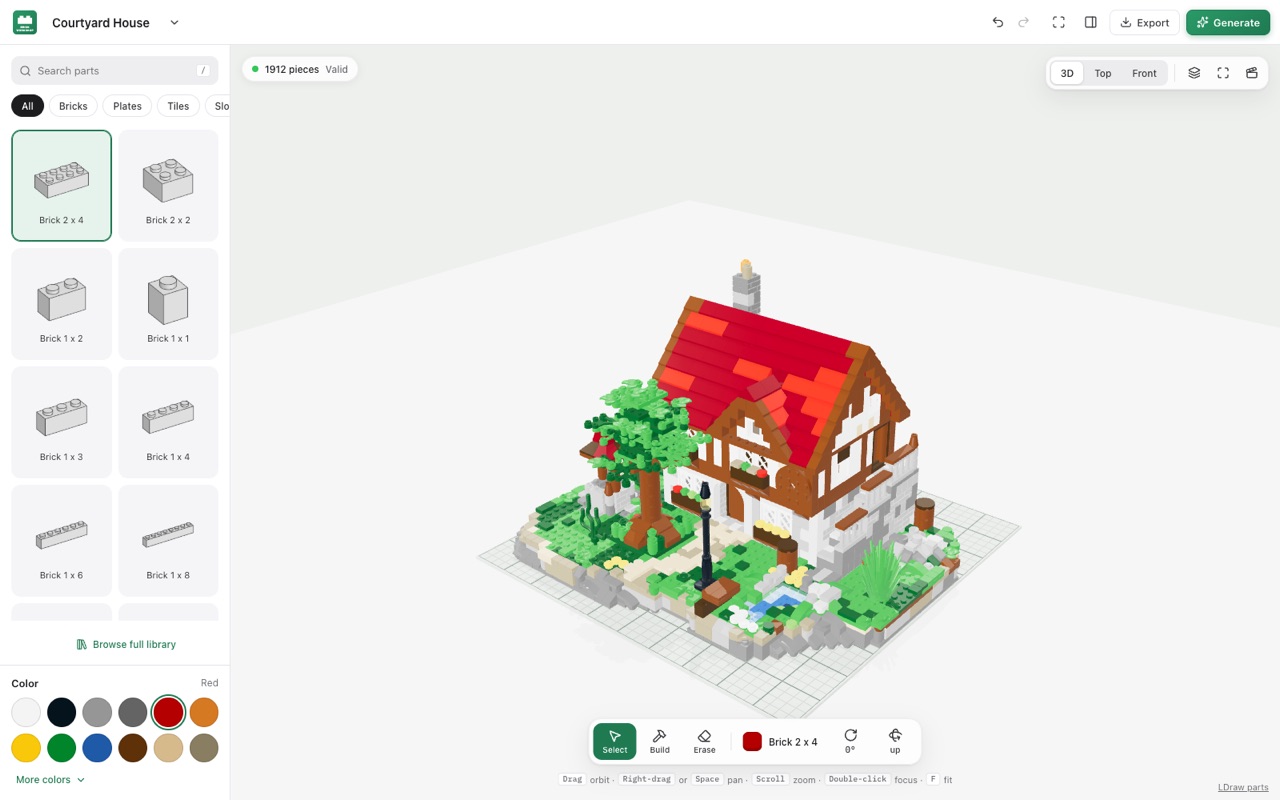 Courtyard House
Export
Generate
Search parts
/
All
Bricks
Plates
Tiles
Slo
1912 pieces Valid
3D
Top
Front
Brick 2 x 4
Brick 2 x 2
Brick 1 x 2
Brick 1 x 1
Brick 1 x 3
Brick 1 x 4
Brick 1 x 6
Brick 1 x 8
Browse full library
Color
Red
More colors
Select
Build
Erase
Brick 2 x 4
0°
up
Drag orbit · Right-drag or Space pan · Scroll zoom · Double-click focus · F fit
LDraw parts